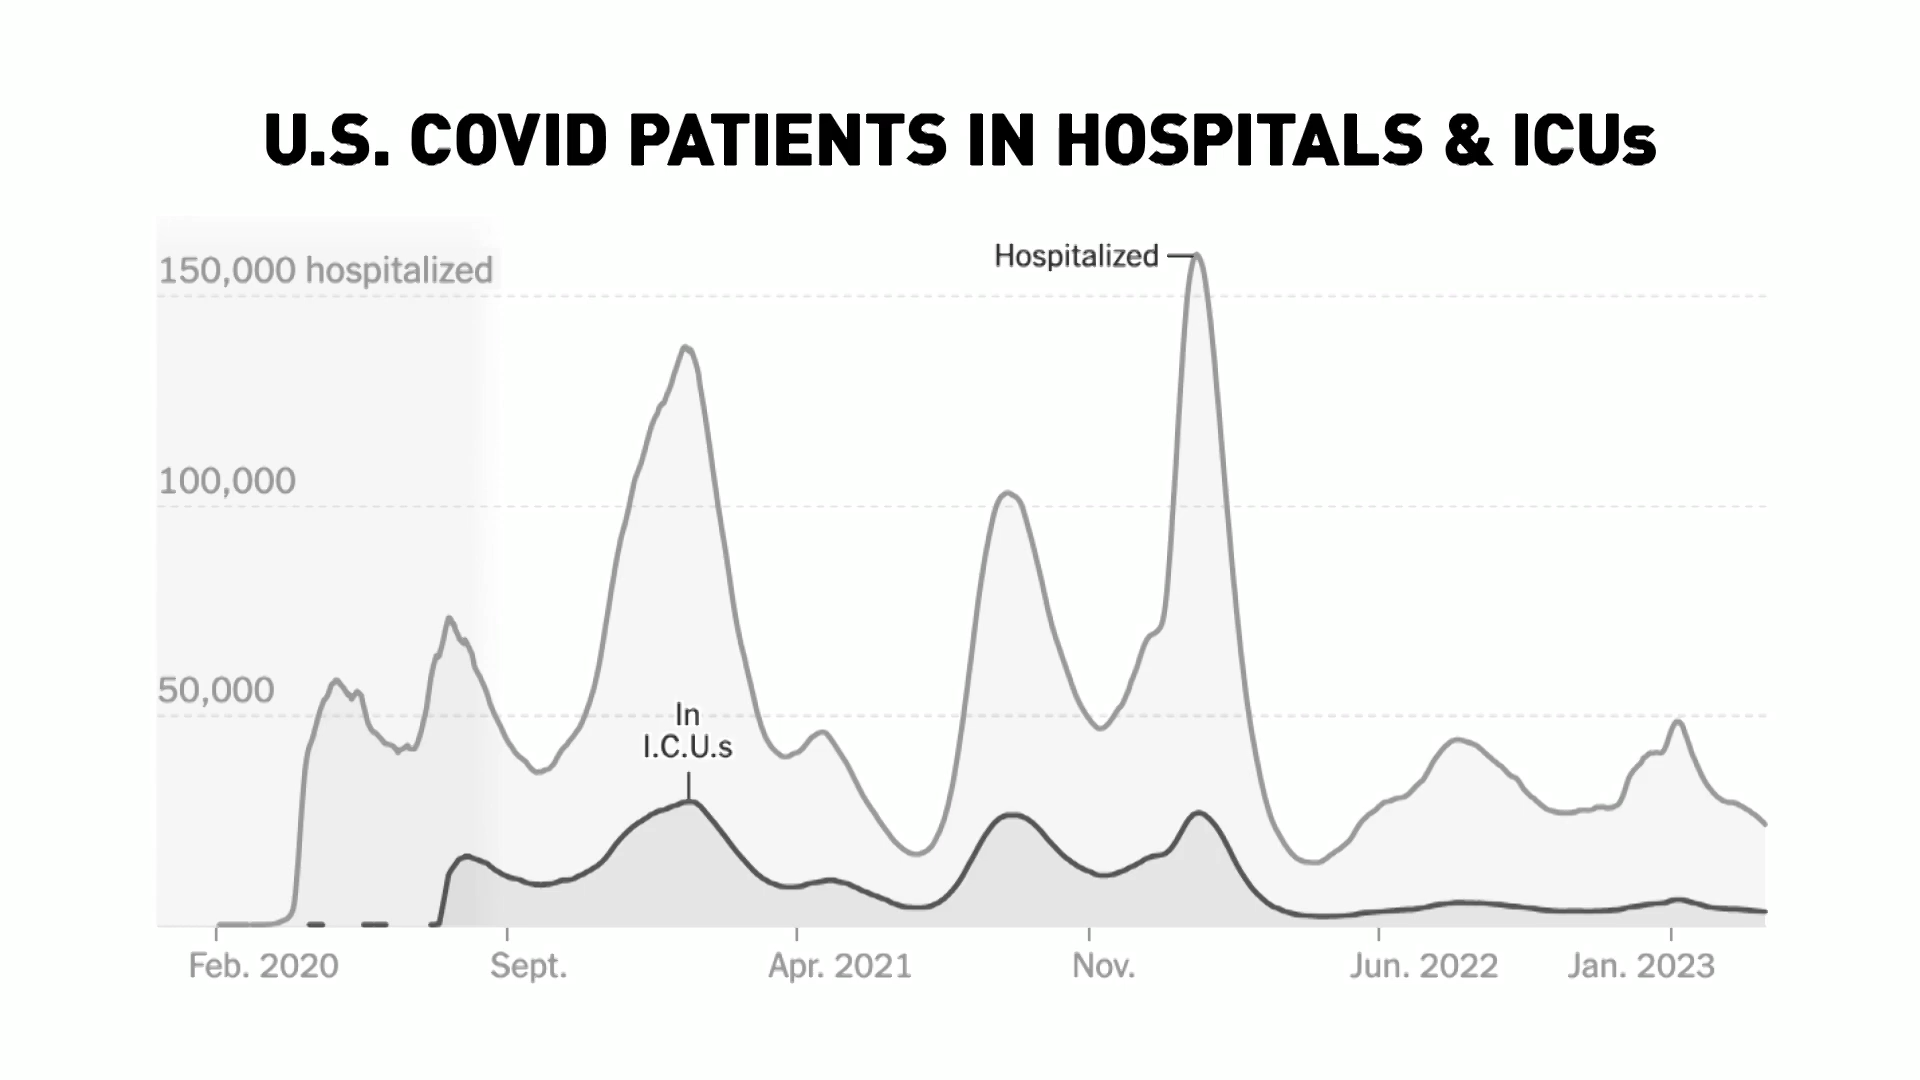 U.S. COVID PATIENTS IN HOSPITALS & ICUs
Hospitalized
150,000 hospitalized
100,000
50,000
In
I.C.U.s
Feb. 2020
Sept.
Apr. 2021
Nov.
Jun. 2022
Jan. 2023